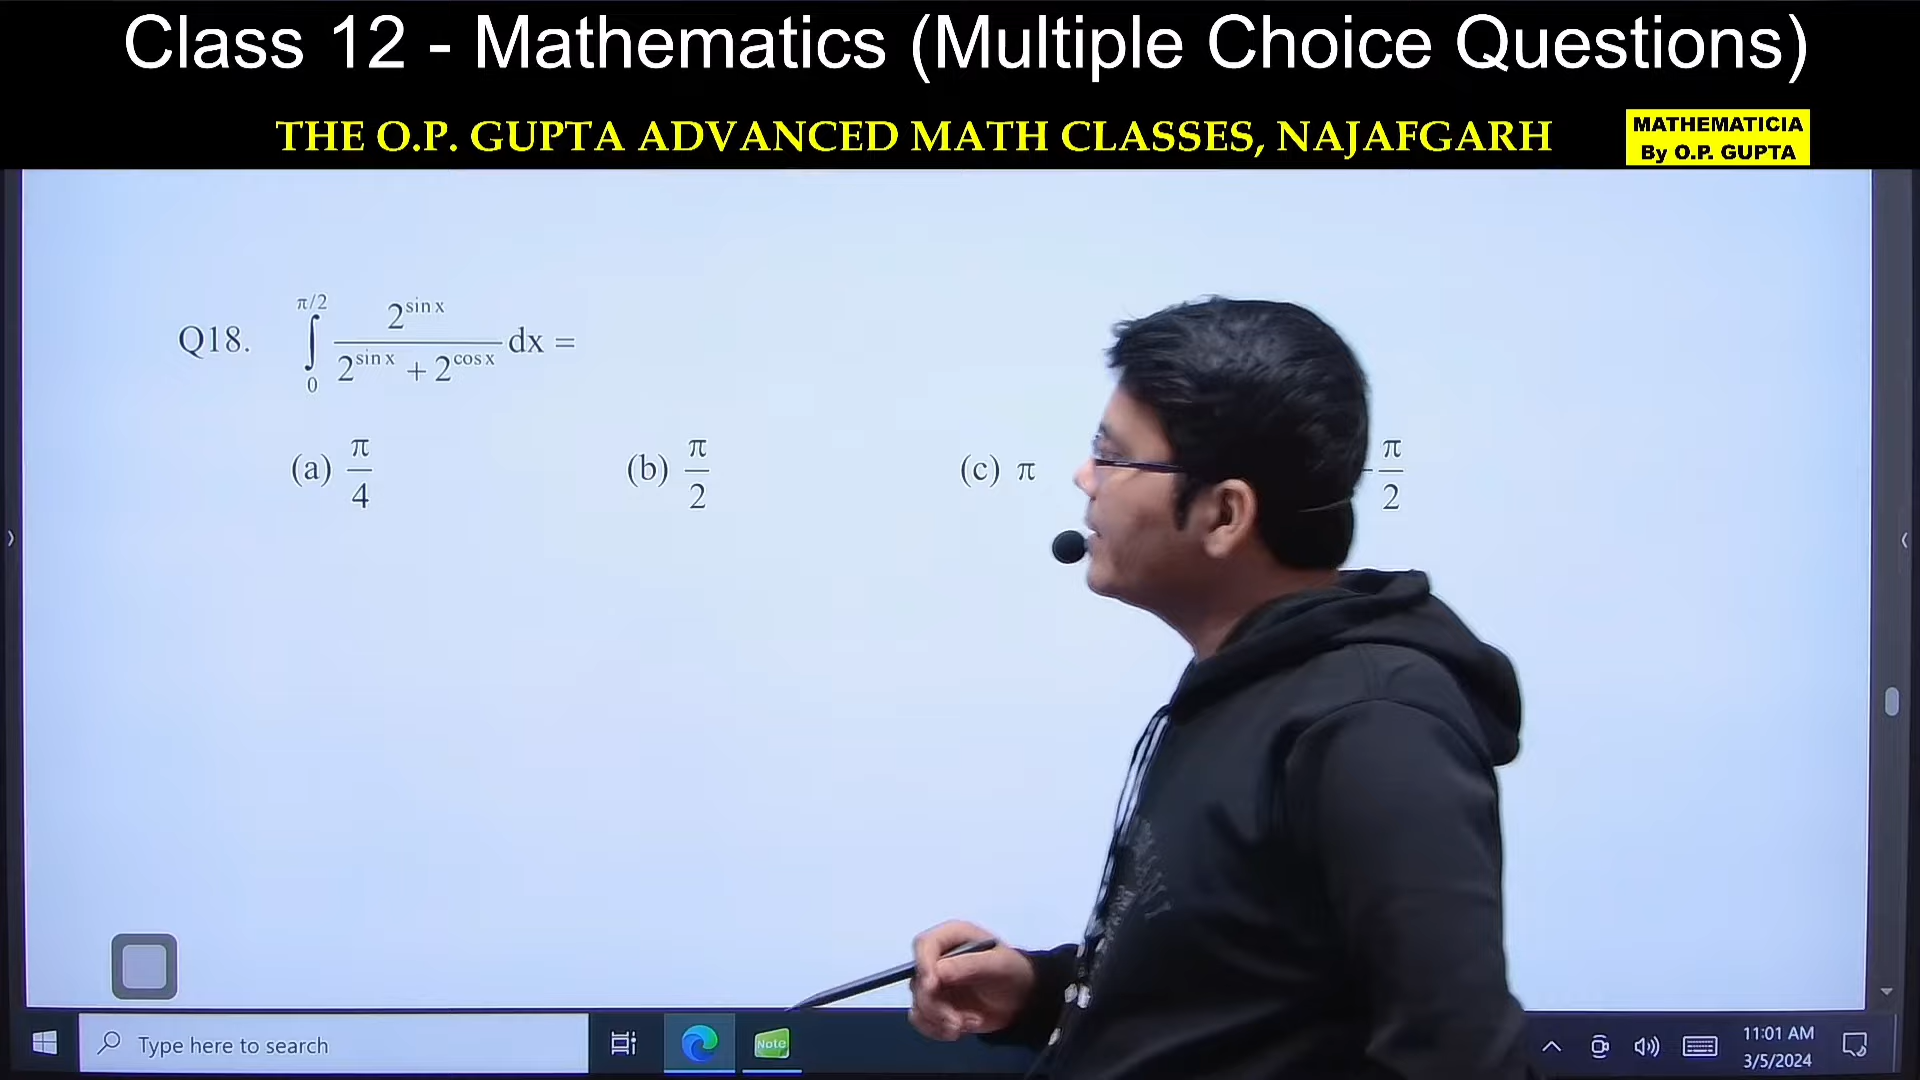 Class 12 - Mathematics (Multiple Choice Questions)
THE O.P. GUPTA ADVANCED MATH CLASSES, NAJAFGARH
MATHEMATICIA
By O.P. GUPTA
Q18. ∫₀^{π/2} 2^{sin x} / (2^{sin x} + 2^{cos x}) dx =
(a) π/4 (b) π/2 (c) π -π/2
Note
Type here to search
11:01 AM
3/5/2024